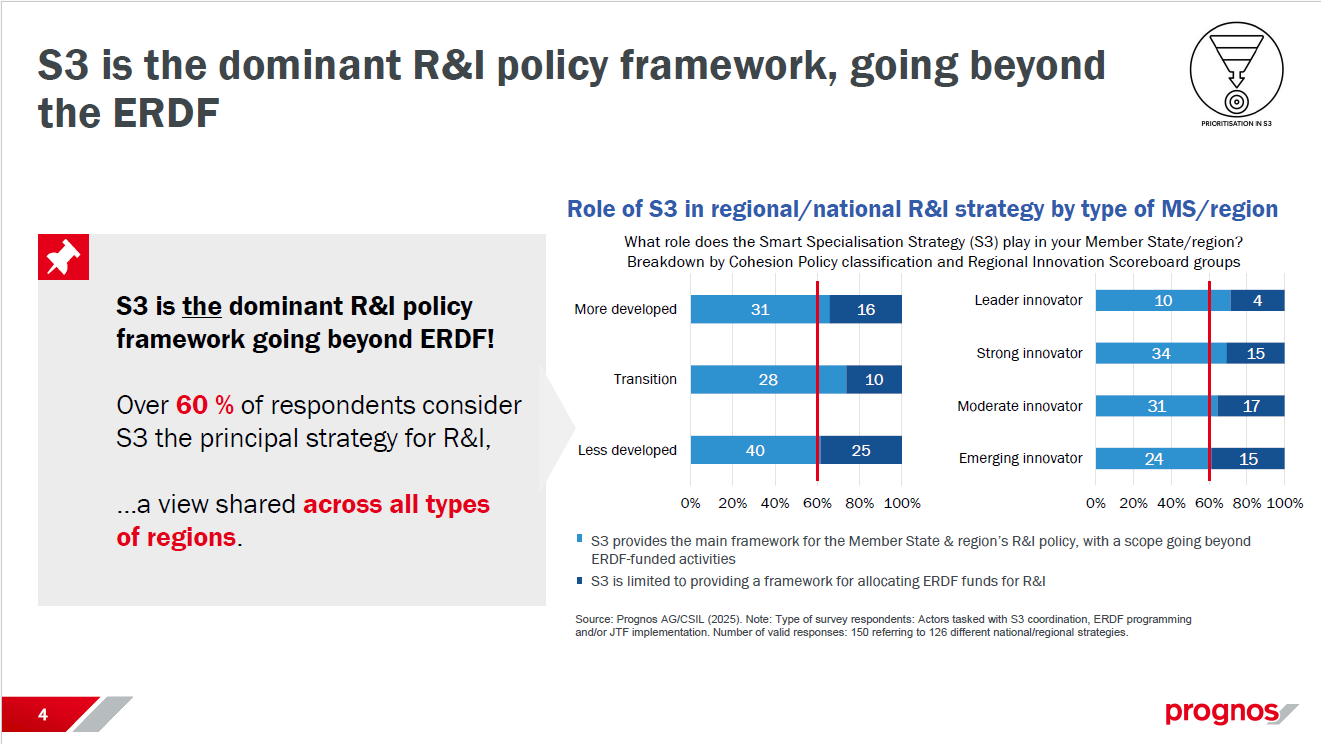 S3 is the dominant R&I policy framework, going beyond
the ERDF
PRIORITISATION IN S3
S3 is the dominant R&I policy
framework going beyond ERDF!
Over 60 % of respondents consider
S3 the principal strategy for R&I,
...a view shared across all types
of regions.
Role of S3 in regional/national R&I strategy by type of MS/region
What role does the Smart Specialisation Strategy (S3) play in your Member State/region?
Breakdown by Cohesion Policy classification and Regional Innovation Scoreboard groups
More developed 31 16
Transition 28 10
Less developed 40 25
0% 20% 40% 60% 80% 100%
Leader innovator 10 4
Strong innovator 34 15
Moderate innovator 31 17
Emerging innovator 24 15
0% 20% 40% 60% 80% 100%
S3 provides the main framework for the Member State & region's R&I policy, with a scope going beyond
ERDF-funded activities
S3 is limited to providing a framework for allocating ERDF funds for R&I
Source: Prognos AG/CSIL (2025). Note: Type of survey respondents: Actors tasked with S3 coordination, ERDF programming
and/or JTF implementation. Number of valid responses: 150 referring to 126 different national/regional strategies.
4
prognos